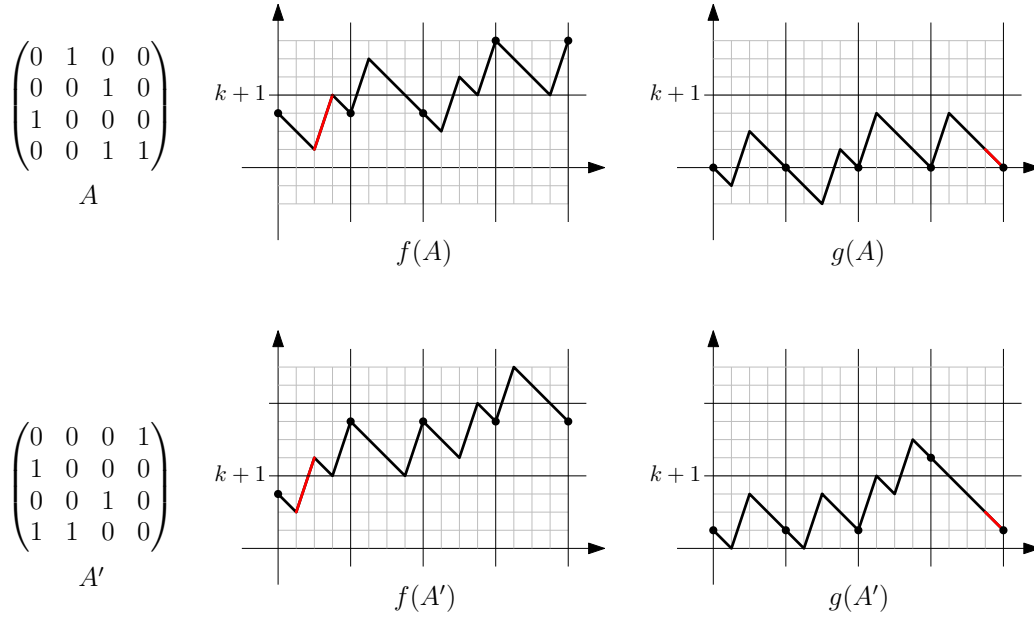 0 1 0 0
0 0 1 0
1 0 0 0
0 0 1 1
A
k + 1
f(A)
k + 1
g(A)
0 0 0 1
1 0 0 0
0 0 1 0
1 1 0 0
A′
k + 1
f(A′)
k + 1
g(A′)